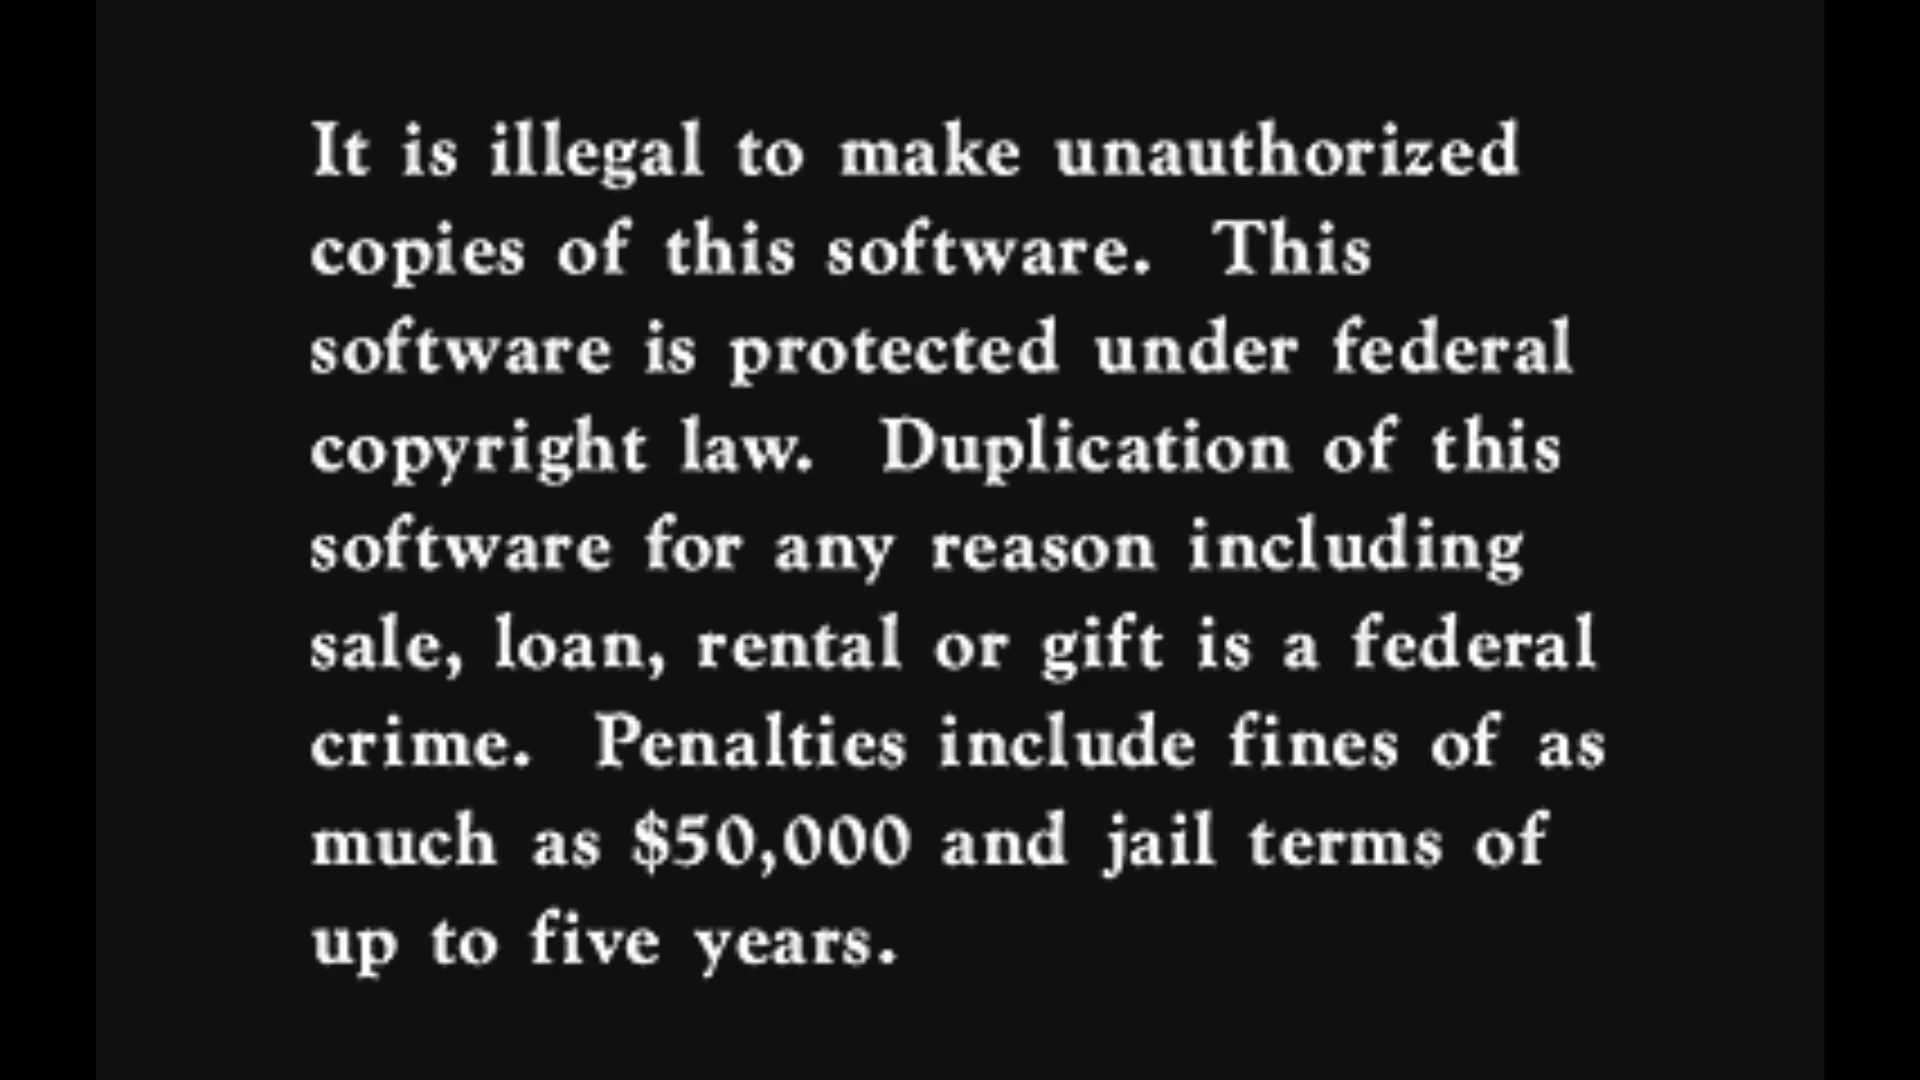 It is illegal to make unauthorized
copies of this software.  This
software is protected under federal
copyright law.  Duplication of this
software for any reason including
sale, loan, rental or gift is a federal
crime.  Penalties include fines of as
much as $50,000 and jail terms of
up to five years.